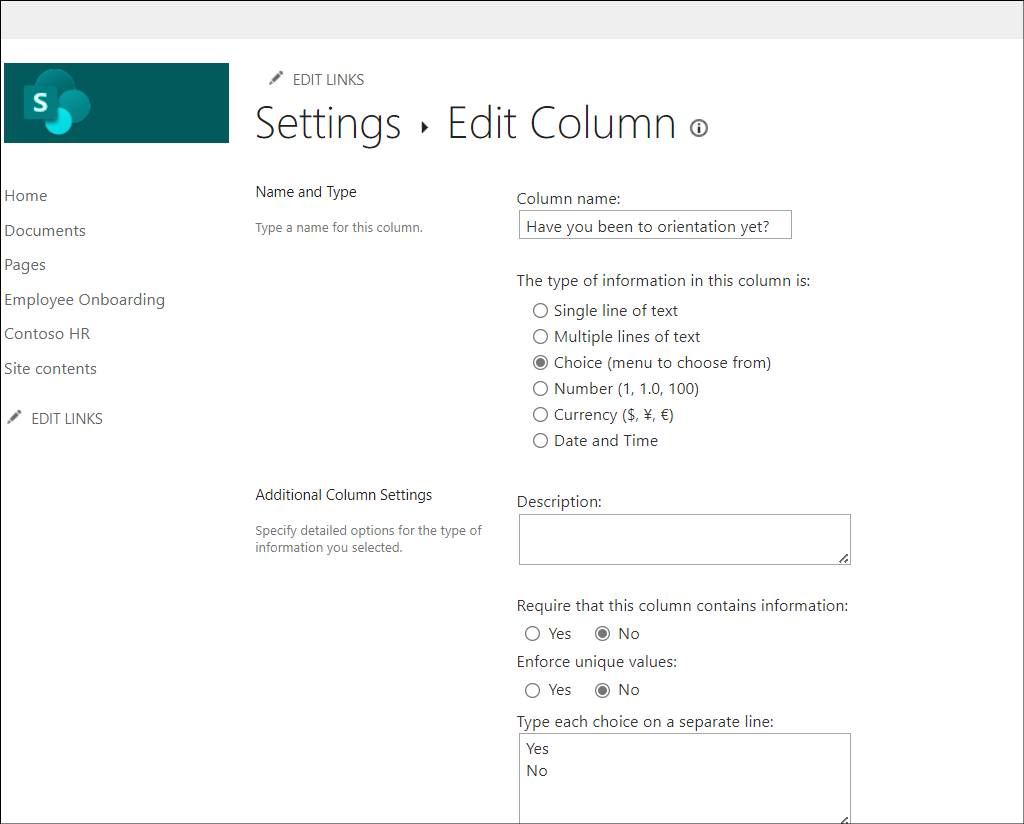 S
EDIT LINKS
Settings ▸ Edit Column
Home
Documents
Pages
Employee Onboarding
Contoso HR
Site contents
EDIT LINKS
Name and Type
Type a name for this column.
Column name:
Have you been to orientation yet?
The type of information in this column is:
Single line of text
Multiple lines of text
Choice (menu to choose from)
Number (1, 1.0, 100)
Currency ($, ¥, €)
Date and Time
Additional Column Settings
Specify detailed options for the type of
information you selected.
Description:
Require that this column contains information:
Yes No
Enforce unique values:
Yes No
Type each choice on a separate line:
Yes
No